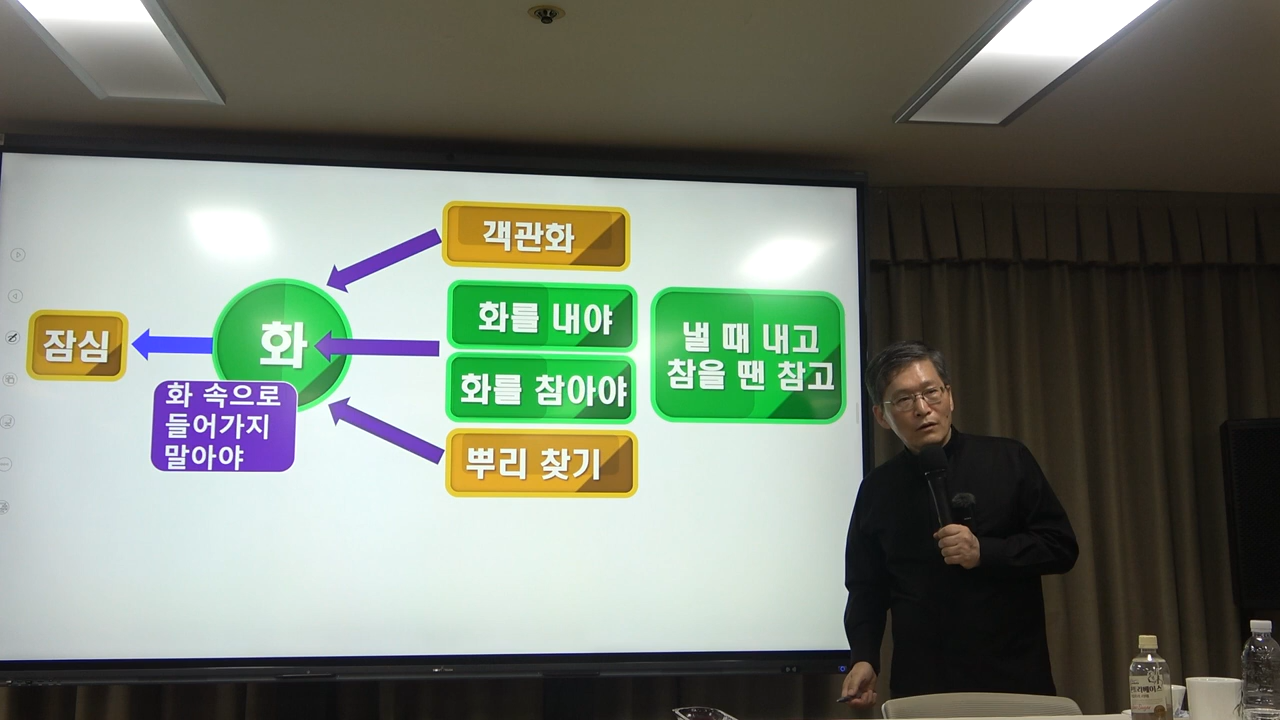 객관화
화를 내야
화를 참아야
뿌리 찾기
낼 때 내고
참을 땐 참고
화
잠심
화 속으로
들어가지
말아야